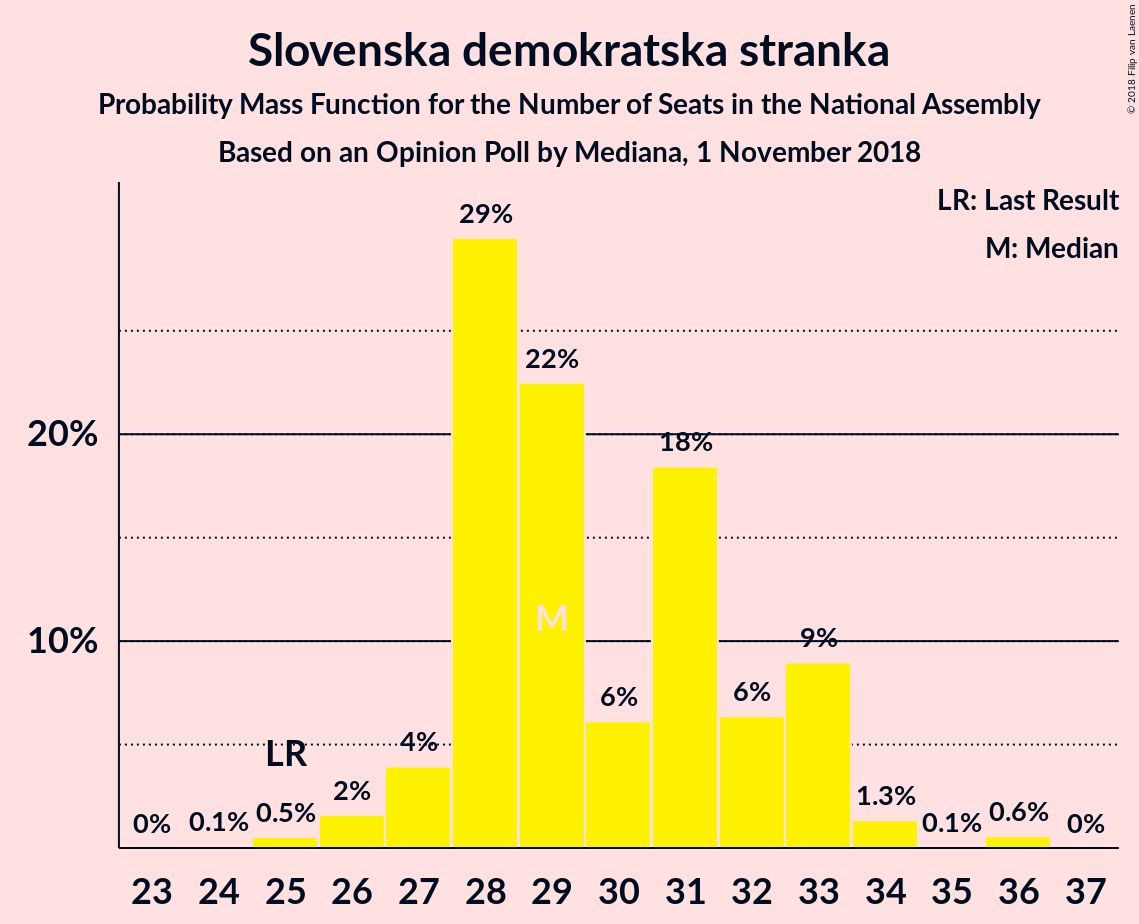 Slovenska demokratska stranka
Probability Mass Function for the Number of Seats in the National Assembly
Based on an Opinion Poll by Mediana, 1 November 2018
© 2018 Filip van Laenen
LR: Last Result
M: Median
29%
22%
20%
18%
M
10%
9%
6%
6%
LR
4%
2%
1.3%
0%
0.1%
0.5%
0.1%
0.6%
0%
23 24 25 26 27 28 29 30 31 32 33 34 35 36 37